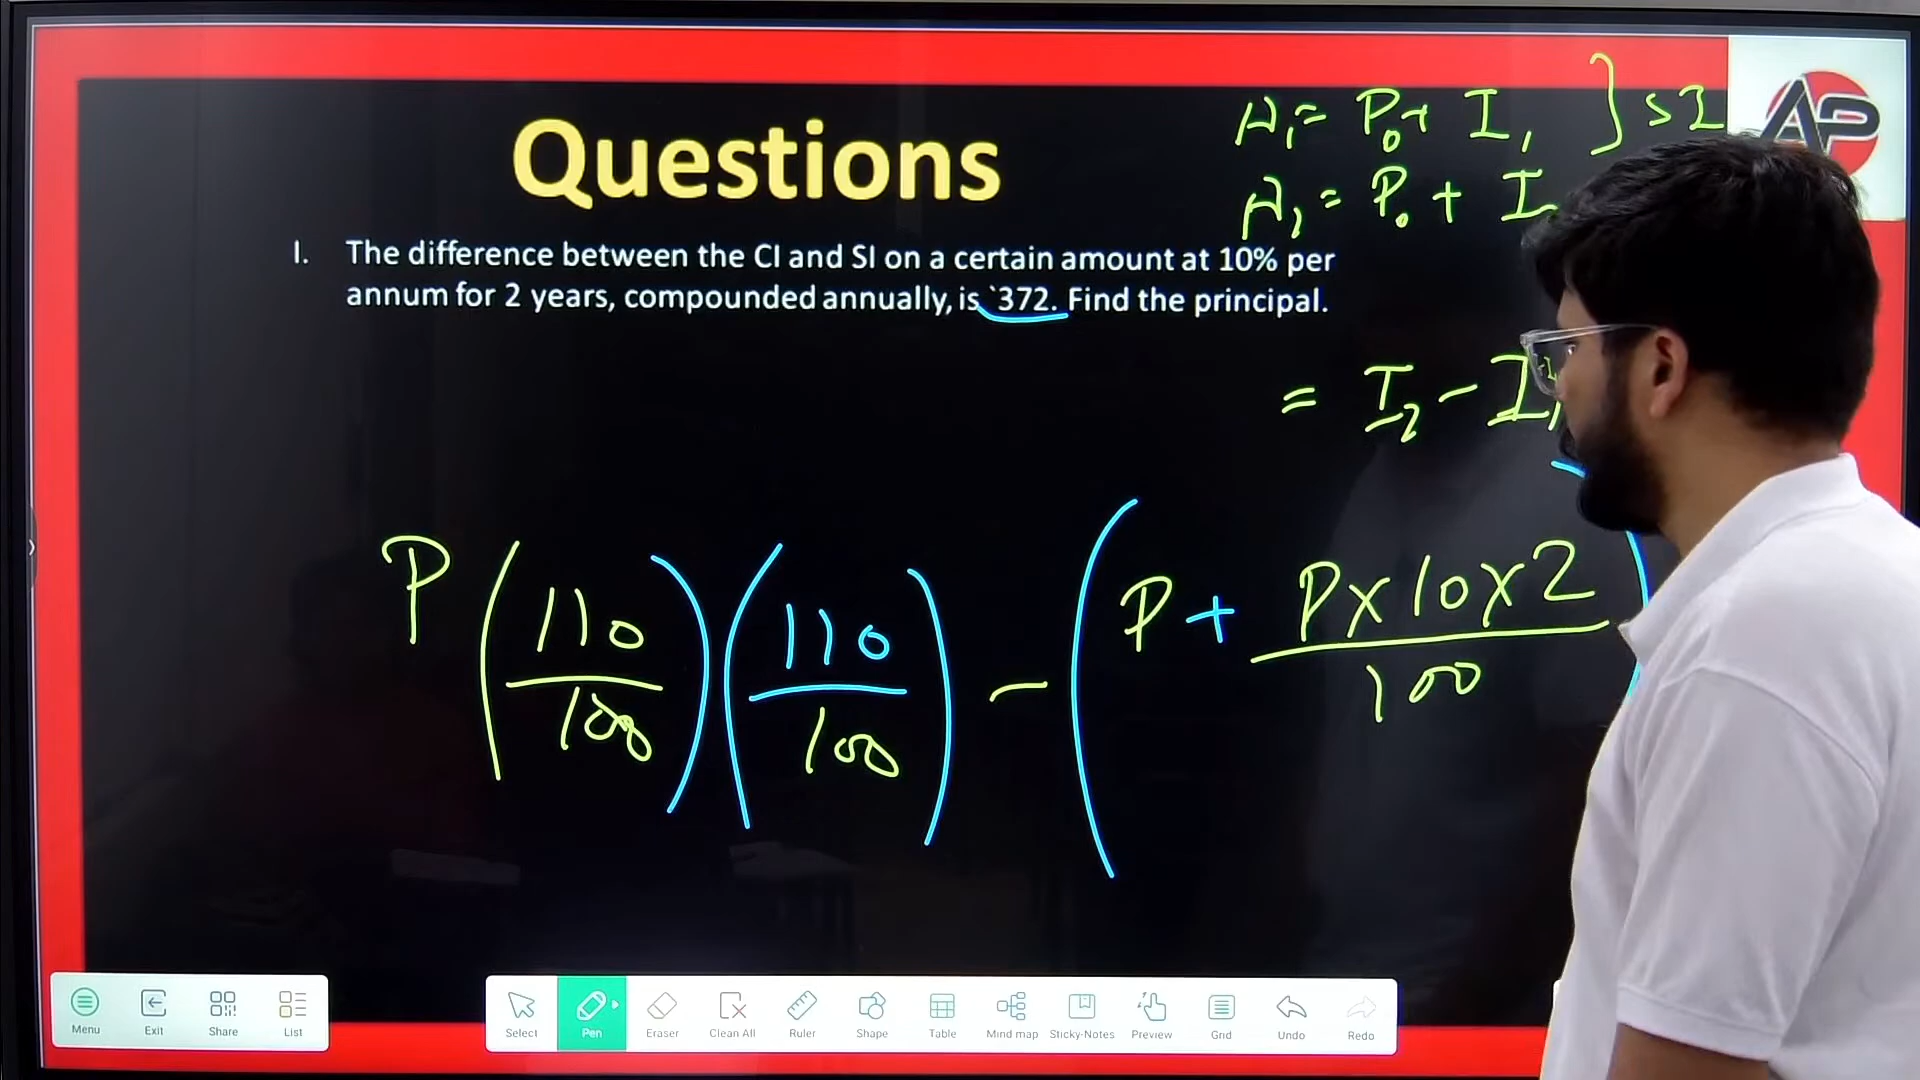 Questions
A₁ = P₀ + I₁ } SI
A₂ = P₀ + I
AP
I. The difference between the CI and SI on a certain amount at 10% per
annum for 2 years, compounded annually, is `372. Find the principal.
= I₂ - I₁
P (110/100) (110/100) - (P + P×10×2/100
Menu Exit Share List Select Pen Eraser Clean All Ruler Shape Table Mind map Sticky-Notes Preview Grid Undo Redo